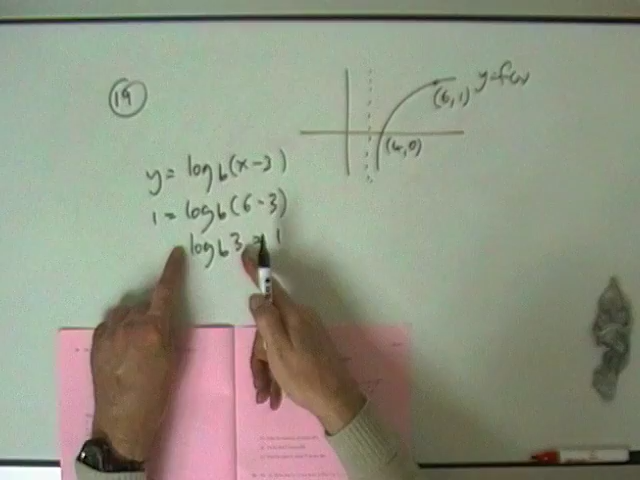 19
y=f(x)
(6,1)
(4,0)
y = log b (x-3)
1 = log b (6-3)
log b 3 = 1